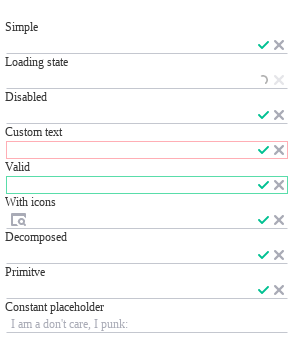 Simple
Loading state
Disabled
Custom text
Valid
With icons
Decomposed
Primitve
Constant placeholder
I am a don't care, I punk: